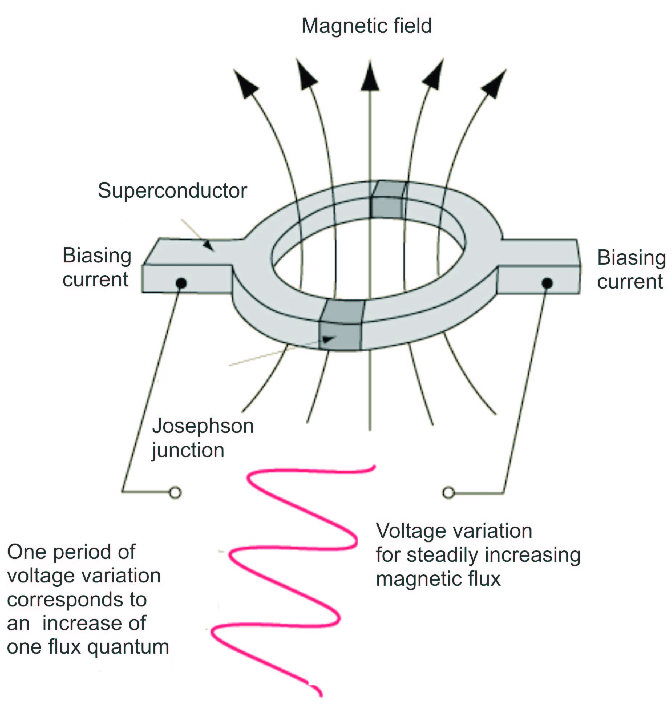 Magnetic field
Superconductor
Biasing
current
Biasing
current
Josephson
junction
One period of
voltage variation
corresponds to
an increase of
one flux quantum
Voltage variation
for steadily increasing
magnetic flux